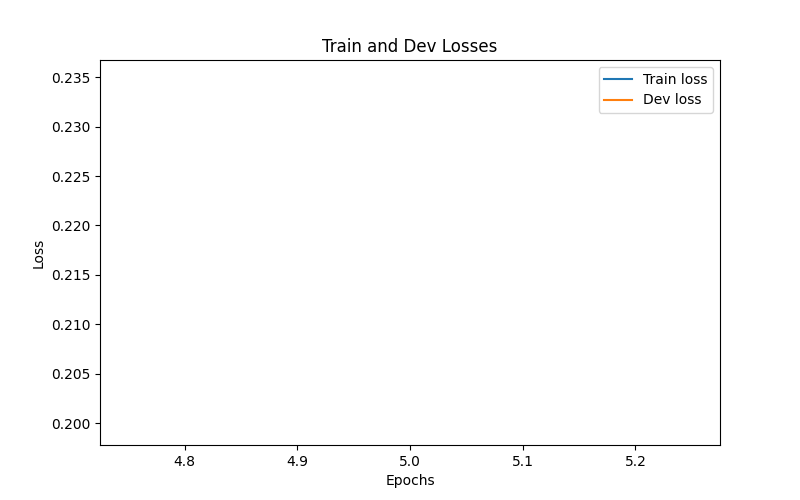 Train and Dev Losses
Train loss
Dev loss
0.235
0.230
0.225
0.220
0.215
0.210
0.205
0.200
Loss
4.8 4.9 5.0 5.1 5.2
Epochs